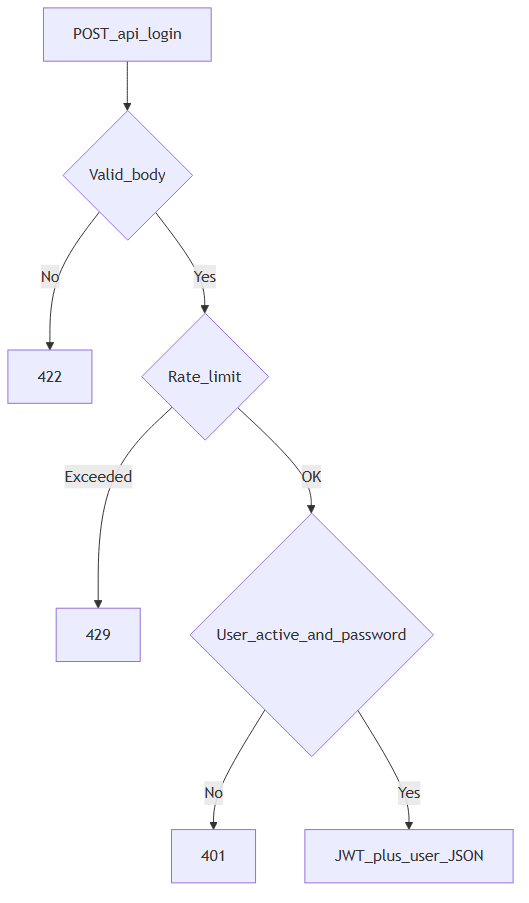 POST_api_login
Valid_body
No
Yes
422
Rate_limit
Exceeded
OK
429
User_active_and_password
No
Yes
401
JWT_plus_user_JSON